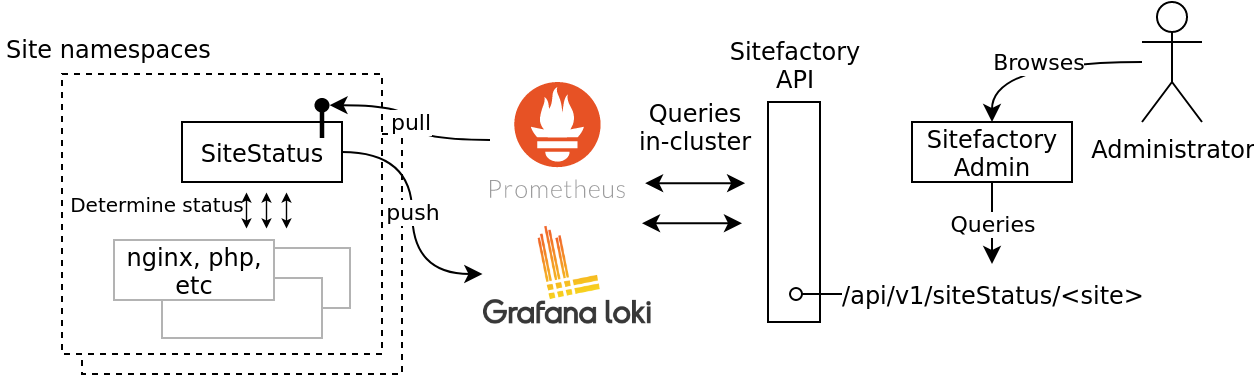 Site namespaces
SiteStatus
Determine status
nginx, php,
etc
pull
push
Prometheus
Grafana loki
Queries
in-cluster
Sitefactory
API
Browses
Sitefactory
Admin
Administrator
Queries
/api/v1/siteStatus/<site>